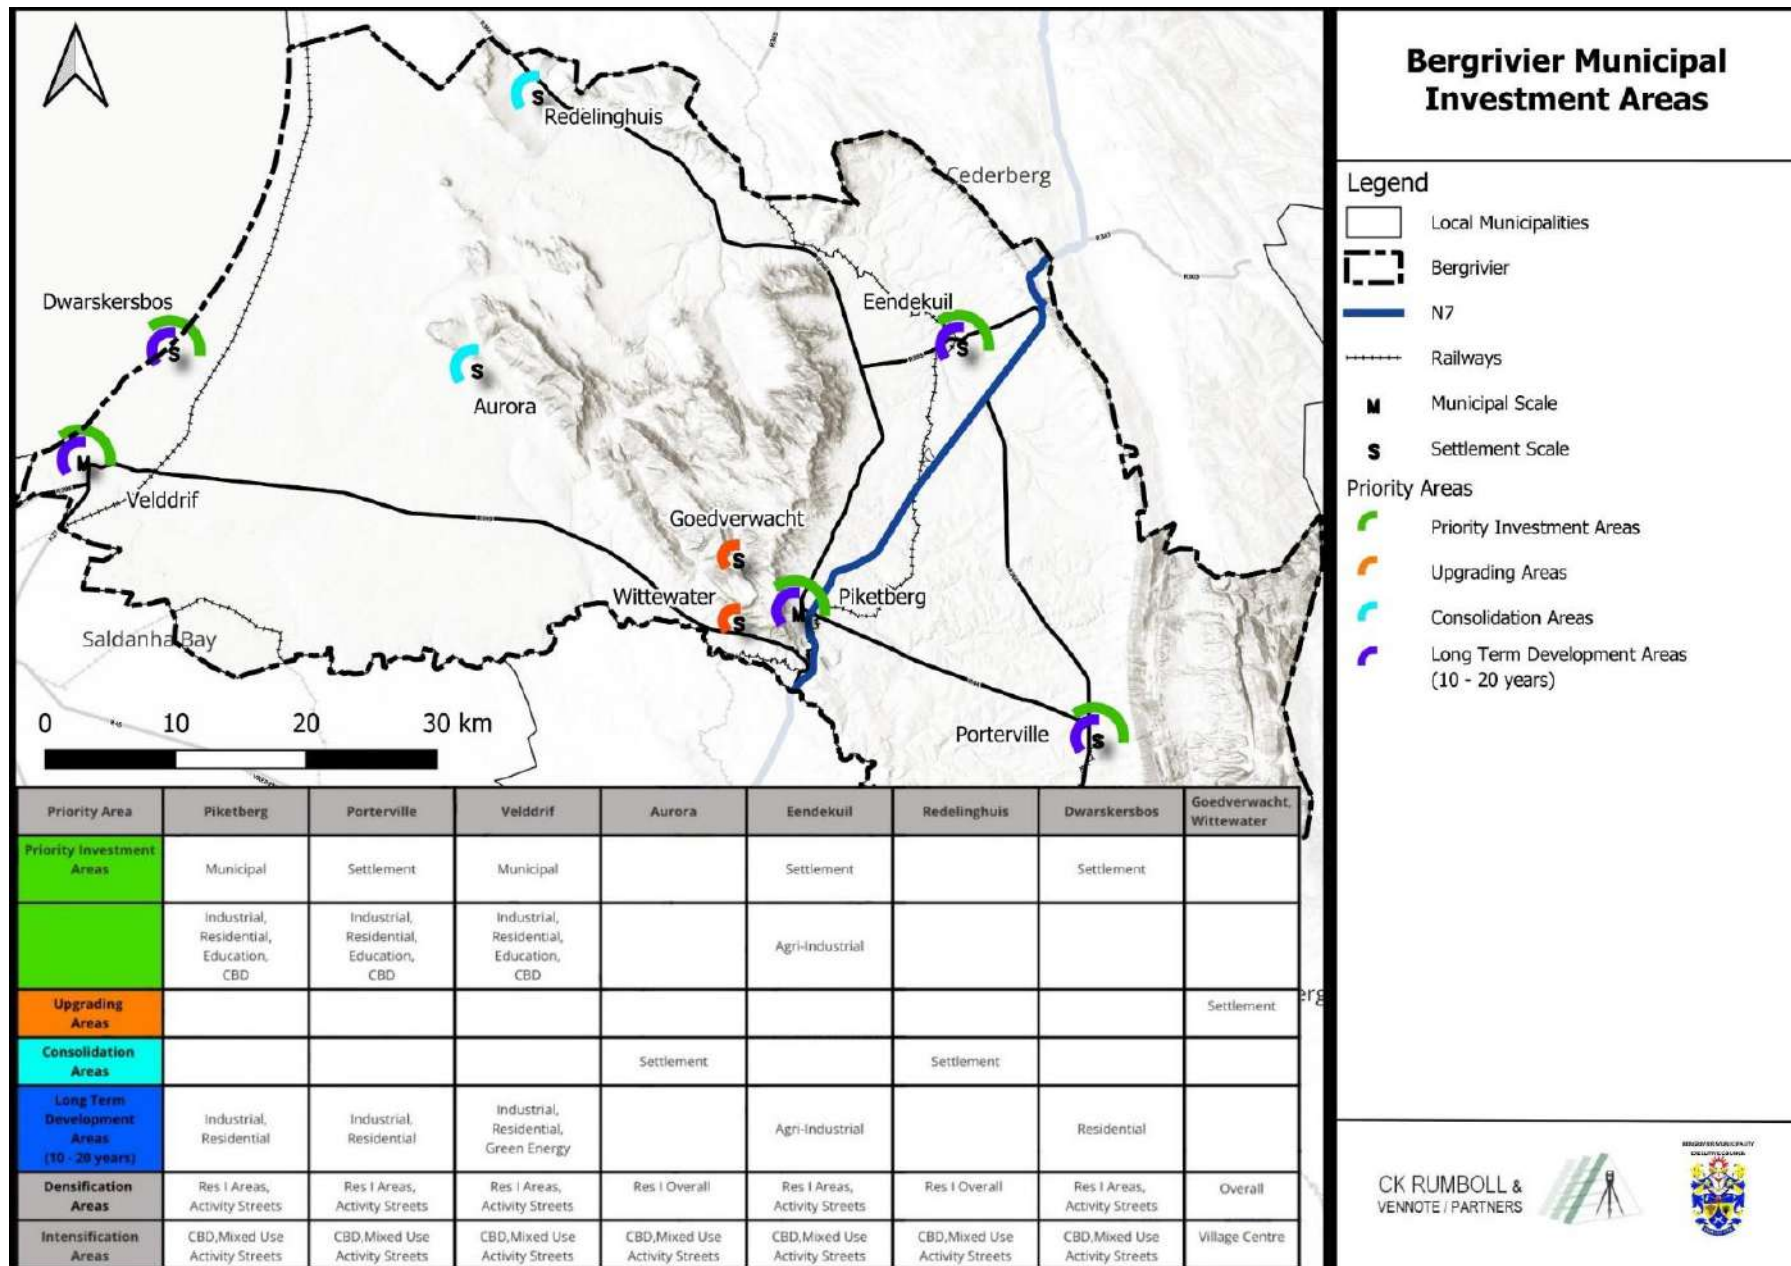 Bergrivier Municipal
Investment Areas
Legend
Local Municipalities
Bergrivier
N7
Railways
M Municipal Scale
S Settlement Scale
Priority Areas
Priority Investment Areas
Upgrading Areas
Consolidation Areas
Long Term Development Areas
(10 - 20 years)
S
Redelinghuis
Cederberg
Dwarskersbos
S
Eendekuil
S
S
Aurora
M
Velddrif
Goedverwacht
S
Wittewater
S
M
Piketberg
Saldanha Bay
Porterville
S
0 10 20 30 km
Priority Area Piketberg Porterville Velddrif Aurora Eendekuil Redelinghuis Dwarskersbos Goedverwacht,
Wittewater
Priority Investment
Areas
Municipal Settlement Municipal Settlement Settlement
Industrial,
Residential,
Education,
CBD
Industrial,
Residential,
Education,
CBD
Industrial,
Residential,
Education,
CBD
Agri-Industrial
Upgrading
Areas
Settlement
erg
Consolidation
Areas
Settlement Settlement
Long Term
Development
Areas
(10 - 20 years)
Industrial,
Residential
Industrial,
Residential
Industrial,
Residential,
Green Energy
Agri-Industrial
Residential
Densification
Areas
Res I Areas,
Activity Streets
Res I Areas,
Activity Streets
Res I Areas,
Activity Streets
Res I Overall
Res I Areas,
Activity Streets
Res I Overall
Res I Areas,
Activity Streets
Overall
Intensification
Areas
CBD,Mixed Use
Activity Streets
CBD,Mixed Use
Activity Streets
CBD,Mixed Use
Activity Streets
CBD,Mixed Use
Activity Streets
CBD,Mixed Use
Activity Streets
CBD,Mixed Use
Activity Streets
CBD,Mixed Use
Activity Streets
Village Centre
CK RUMBOLL &
VENNOTE / PARTNERS